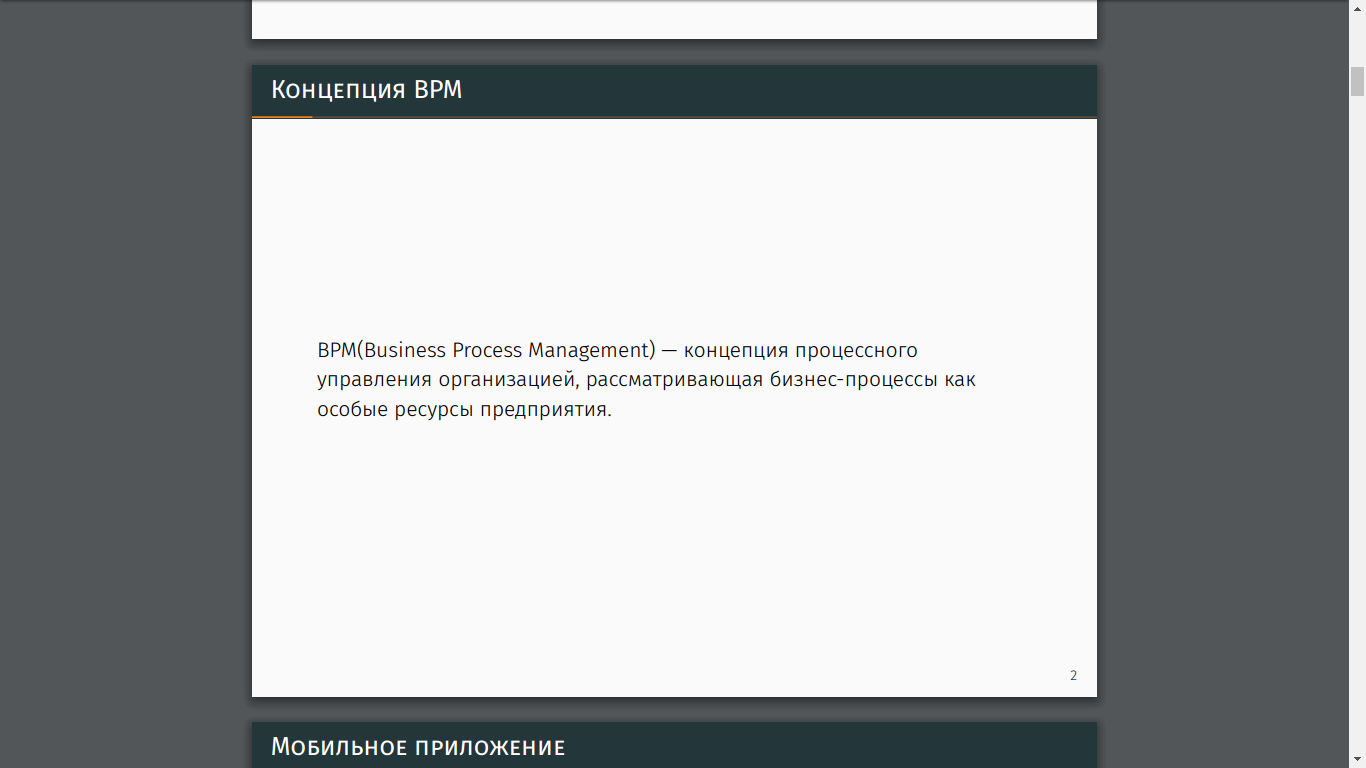 Концепция BPM
BPM(Business Process Management) — концепция процессного
управления организацией, рассматривающая бизнес-процессы как
особые ресурсы предприятия.
2
Мобильное приложение